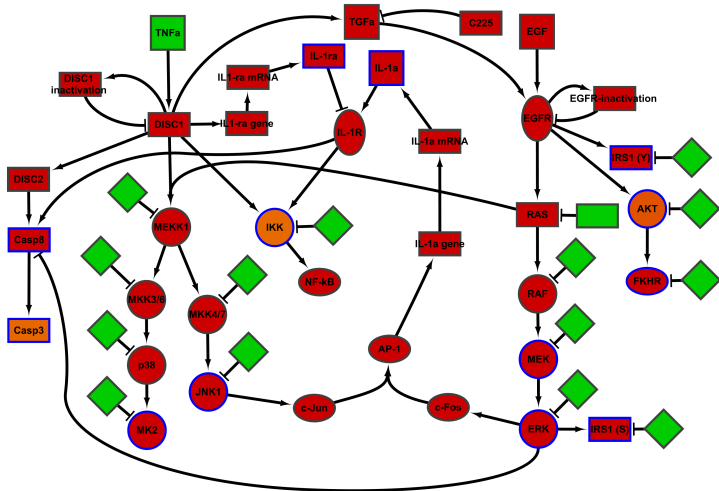 TGFa
C225
EGF
TNFa
IL-1ra
IL-1a
DISC1
inactivation
IL1-ra mRNA
EGFR-inactivation
DISC1
IL1-ra gene
IL-1R
IL-1a mRNA
EGFR
IRS1 (Y)
DISC2
MEKK1
IKK
RAS
AKT
Casp8
IL-1a gene
NF-kB
FKHR
MKK3/6
MKK4/7
RAF
Casp3
AP-1
MEK
p38
JNK1
c-Jun
c-Fos
MK2
ERK
IRS1 (S)